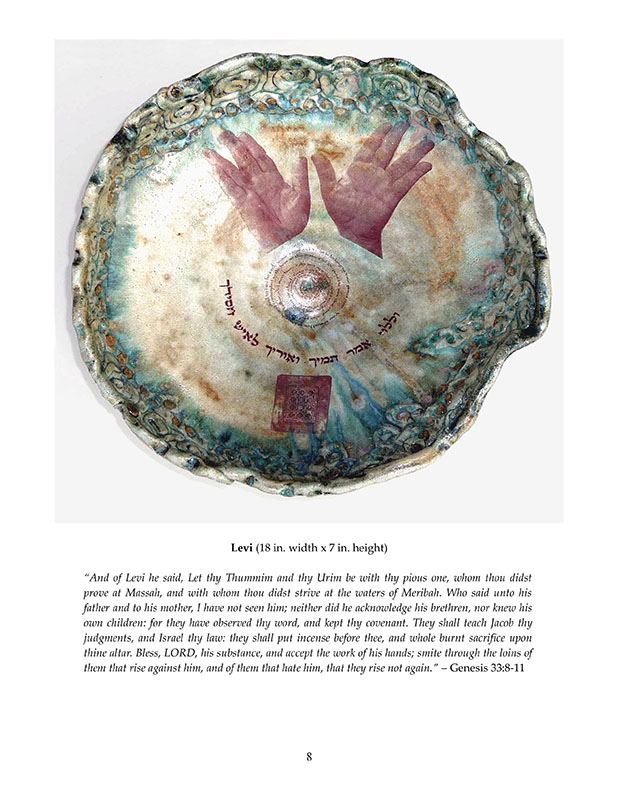 וללוי אמר תמיך ואוריך לאיש חסידך
Levi (18 in. width x 7 in. height)
“And of Levi he said, Let thy Thummim and thy Urim be with thy pious one, whom thou didst
prove at Massah, and with whom thou didst strive at the waters of Meribah. Who said unto his
father and to his mother, I have not seen him; neither did he acknowledge his brethren, nor knew his
own children: for they have observed thy word, and kept thy covenant. They shall teach Jacob thy
judgments, and Israel thy law: they shall put incense before thee, and whole burnt sacrifice upon
thine altar. Bless, LORD, his substance, and accept the work of his hands; smite through the loins of
them that rise against him, and of them that hate him, that they rise not again.” – Genesis 33:8-11
8